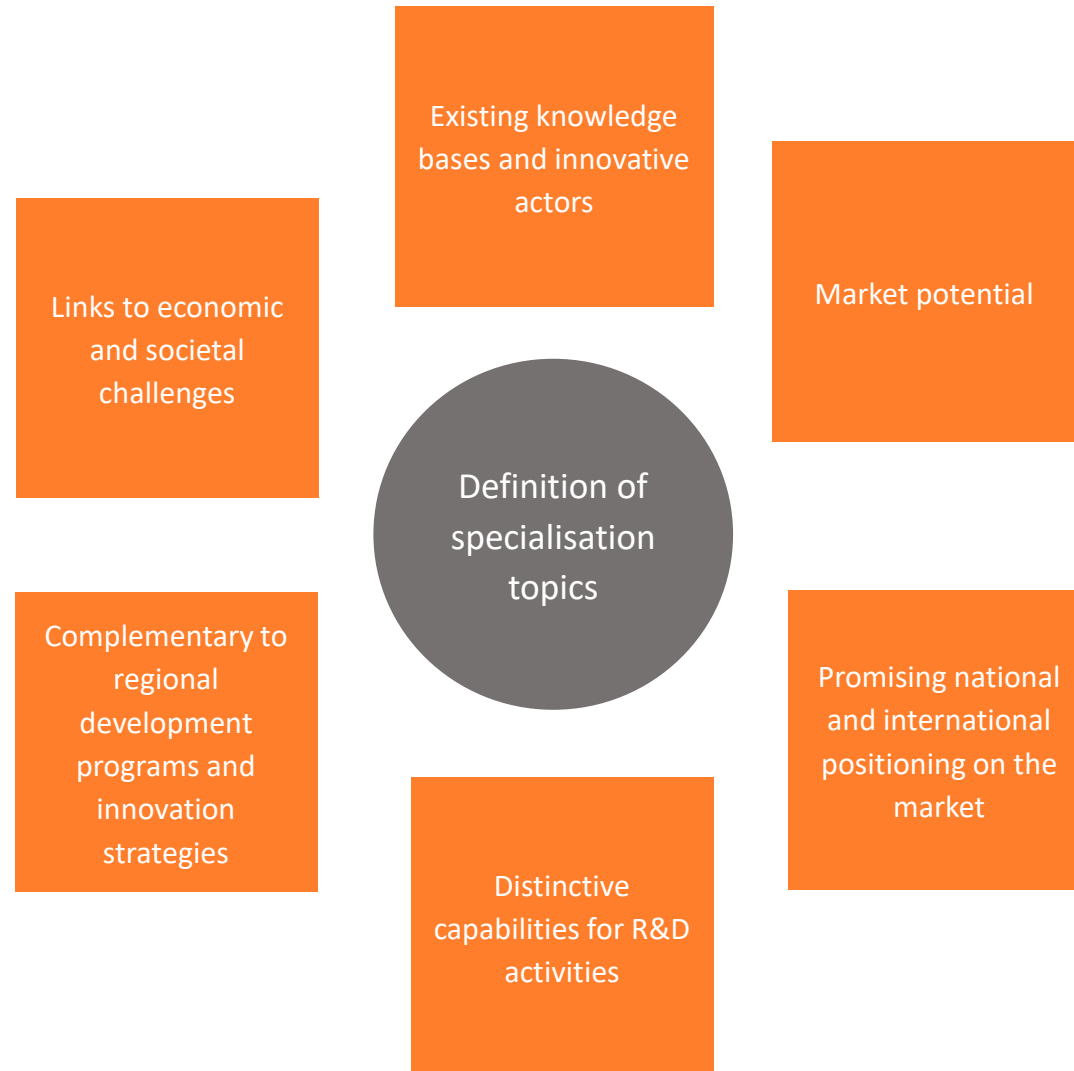 Existing knowledge
bases and innovative
actors
Market potential
Links to economic
and societal
challenges
Definition of
specialisation
topics
Complementary to
regional
development
programs and
innovation
strategies
Promising national
and international
positioning on the
market
Distinctive
capabilities for R&D
activities